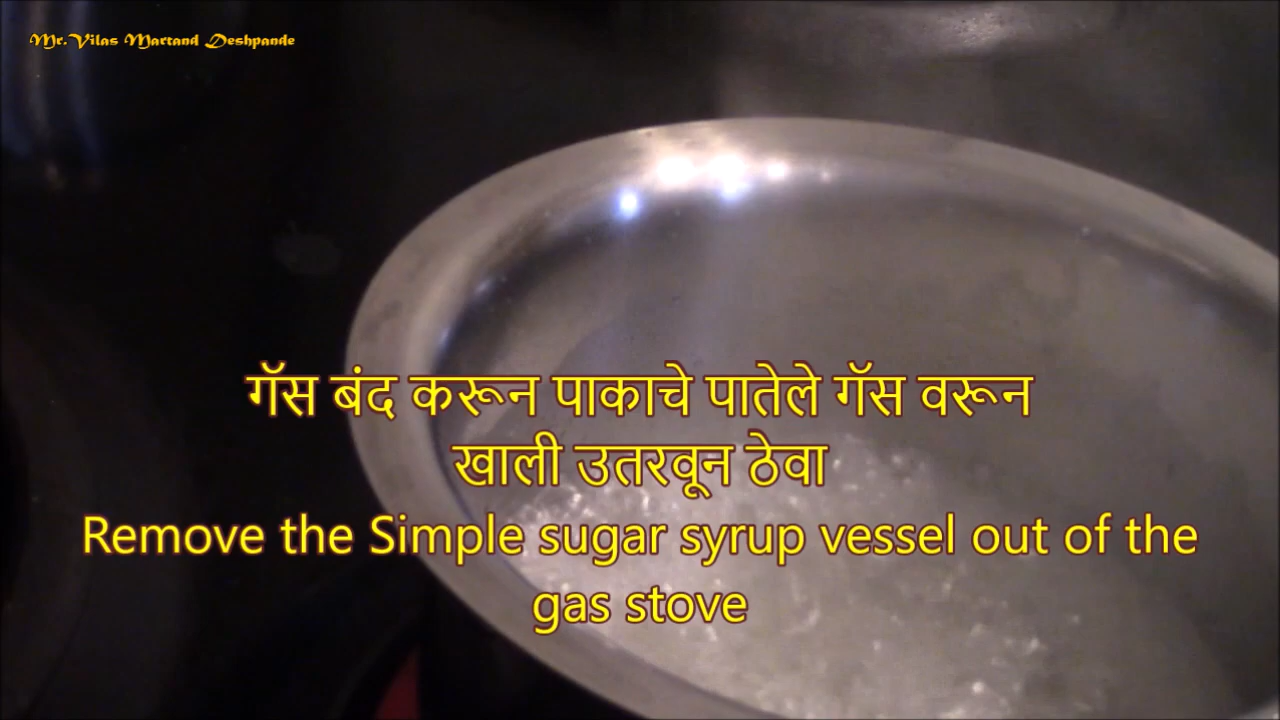 Mr.Vilas Martand Deshpande
गॅस बंद करून पाकाचे पातेले गॅस वरून
खाली उतरवून ठेवा
Remove the Simple sugar syrup vessel out of the
gas stove